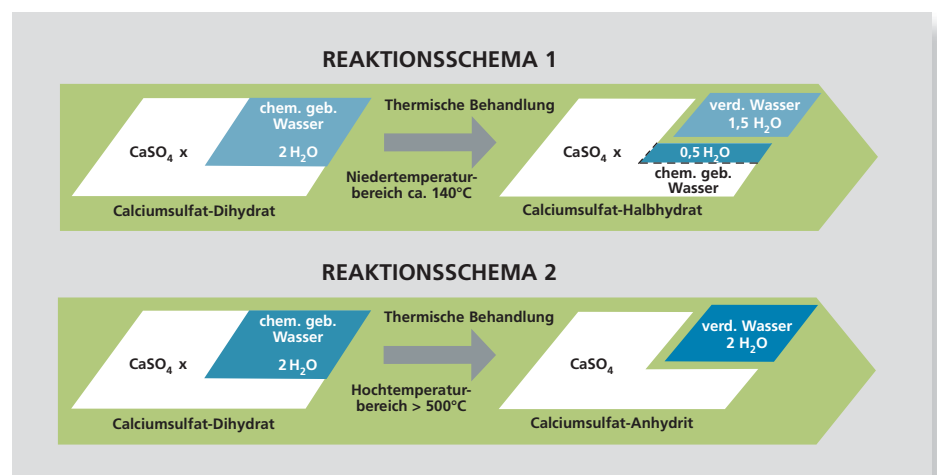 REAKTIONSSCHEMA 1
chem. geb.
Wasser
2 H₂O
CaSO₄ x
Calciumsulfat-Dihydrat
Thermische Behandlung
Niedertemperatur-
bereich ca. 140°C
verd. Wasser
1,5 H₂O
CaSO₄ x
0,5 H₂O
chem. geb.
Wasser
Calciumsulfat-Halbhydrat
REAKTIONSSCHEMA 2
chem. geb.
Wasser
2 H₂O
CaSO₄ x
Calciumsulfat-Dihydrat
Thermische Behandlung
Hochtemperatur-
bereich > 500°C
verd. Wasser
2 H₂O
CaSO₄
Calciumsulfat-Anhydrit